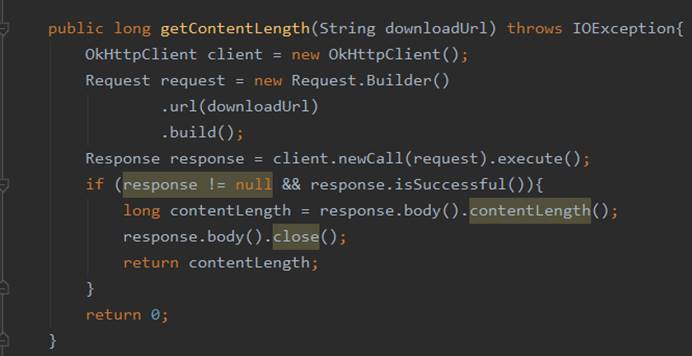 public long getContentLength(String downloadUrl) throws IOException{
OkHttpClient client = new OkHttpClient();
Request request = new Request.Builder()
.url(downloadUrl)
.build();
Response response = client.newCall(request).execute();
if (response != null && response.isSuccessful()){
long contentLength = response.body().contentLength();
response.body().close();
return contentLength;
}
return 0;
}